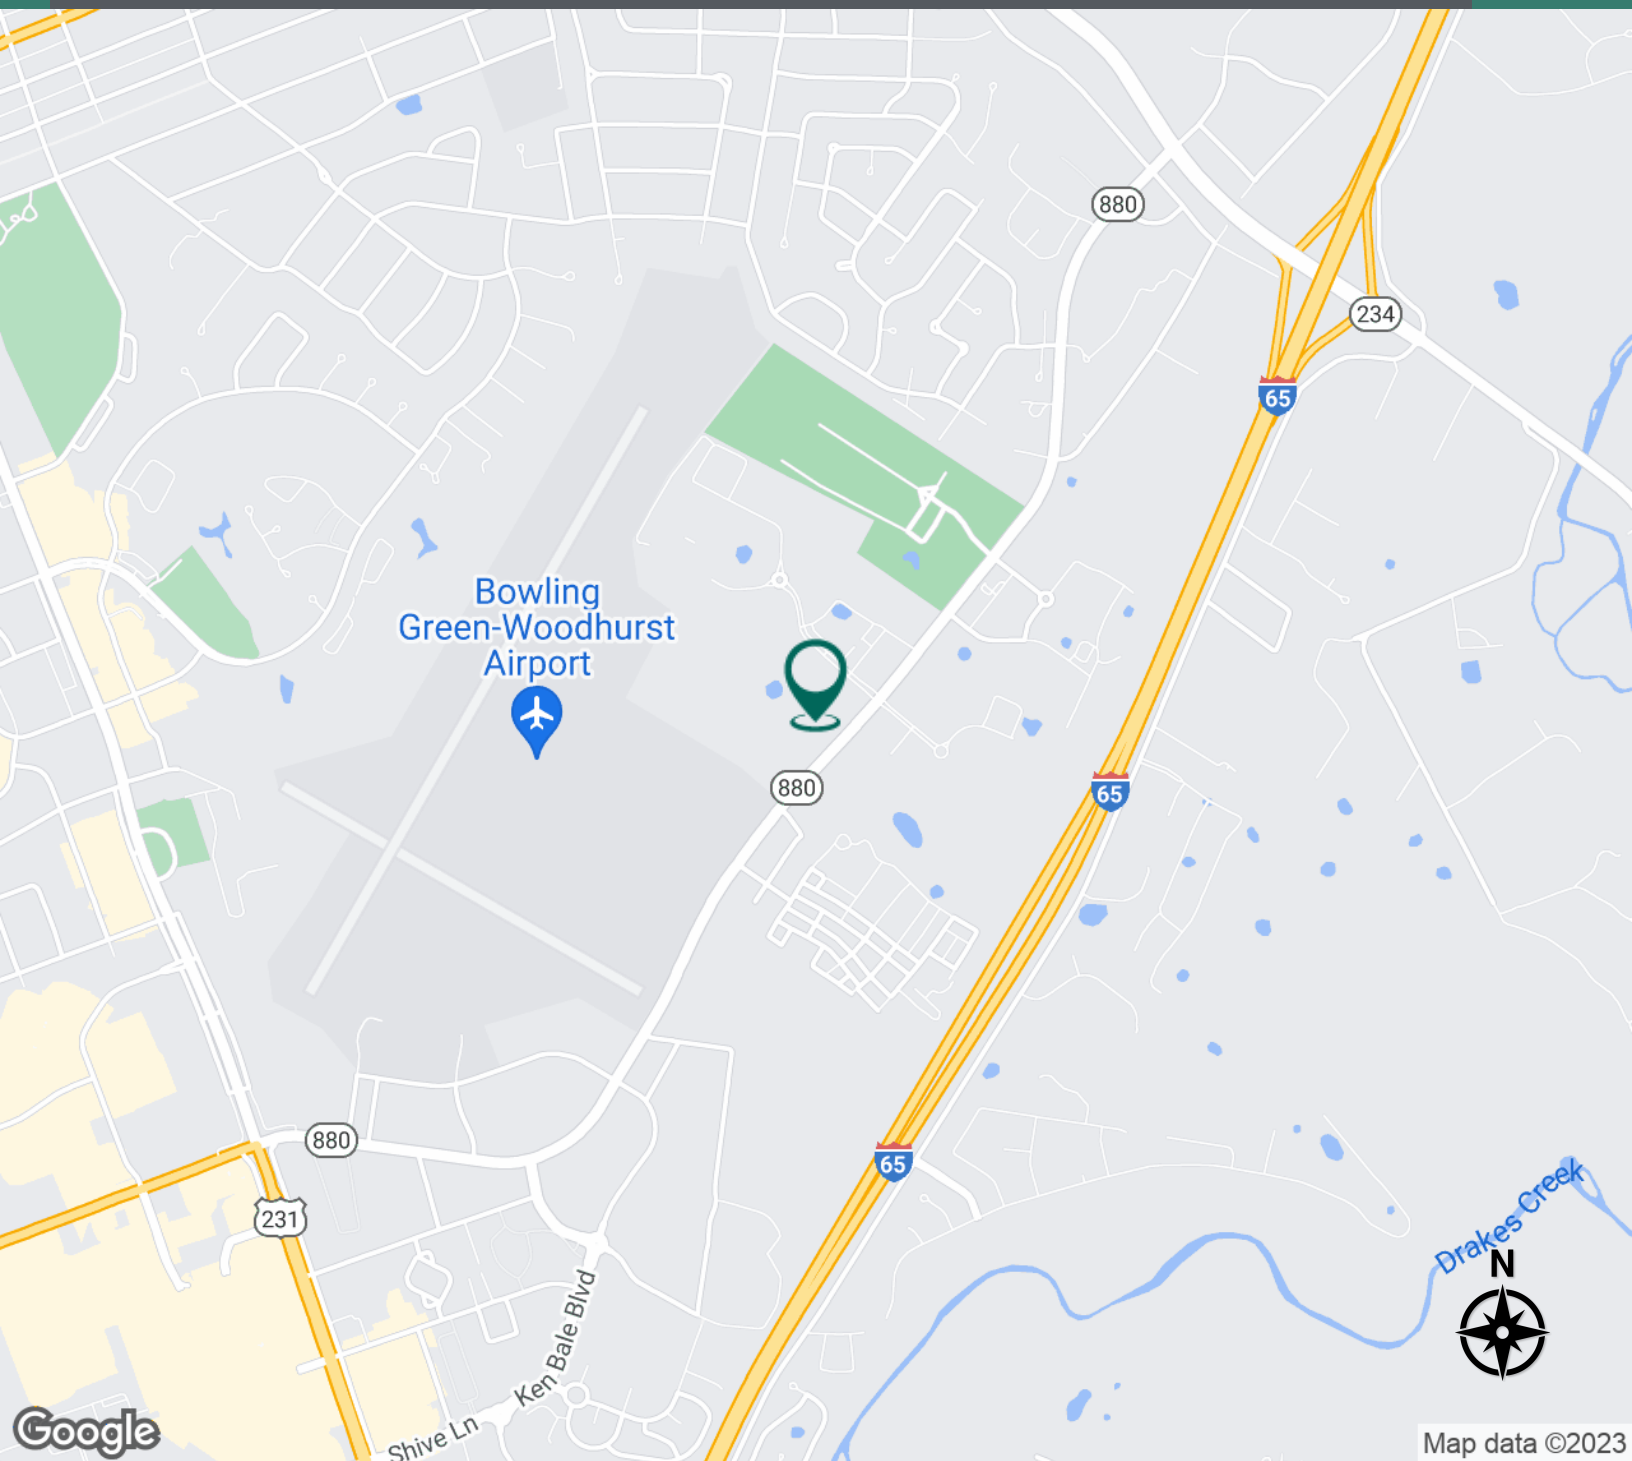 880
234
65
Bowling
Green-Woodhurst
Airport
880
65
880
65
231
Drakes Creek
N
Ken Bale Blvd
Shive Ln
Google
Map data ©2023